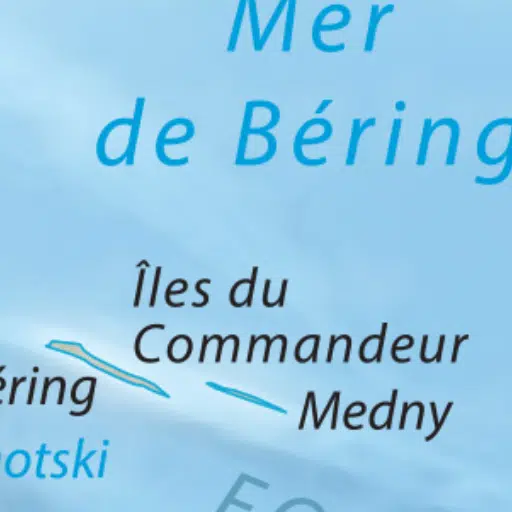 Mer
de Béring
Îles du
Commandeur
éring
Medny
otski